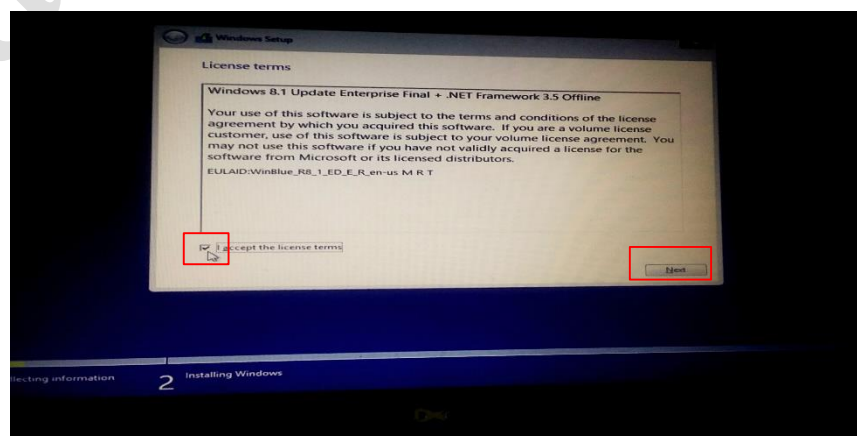 Windows Setup
License terms
Windows 8.1 Update Enterprise Final + .NET Framework 3.5 Offline
Your use of this software is subject to the terms and conditions of the license
agreement by which you acquired this software. If you are a volume license
customer, use of this software is subject to your volume license agreement. You
may not use this software if you have not validly acquired a license for the
software from Microsoft or its licensed distributors.
EULAID:WinBlue_R8_1_ED_E_R_en-us M R T
I accept the license terms
Next
llecting information
2 Installing Windows